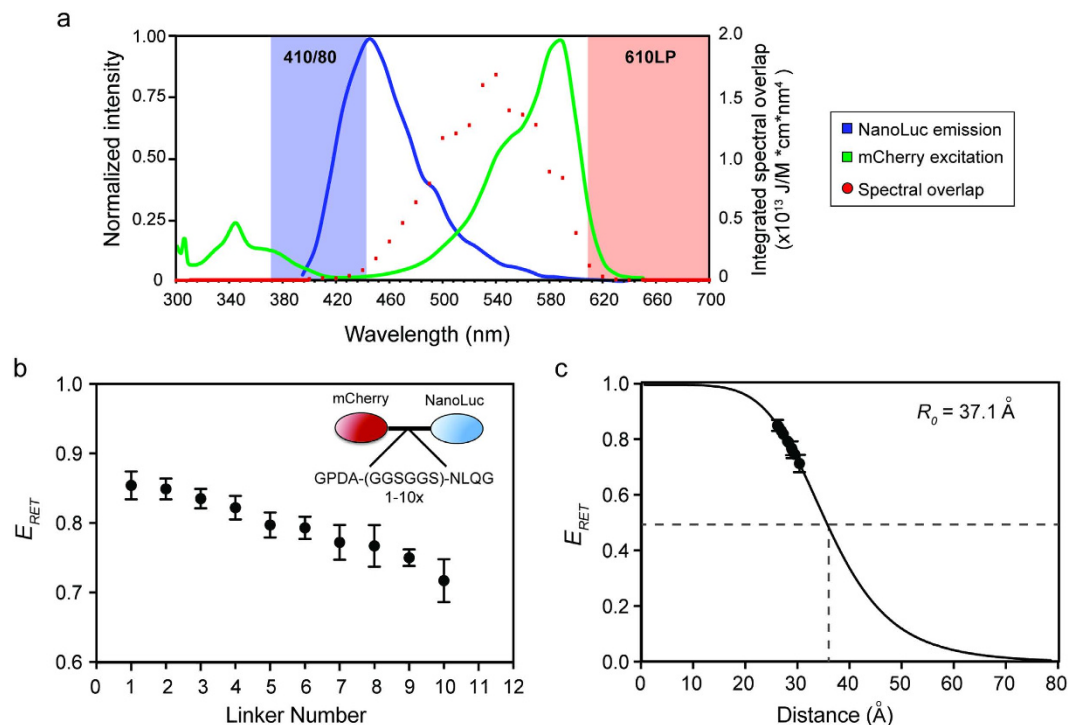 a
410/80
610LP
1.00
0.75
0.50
0.25
0
Normalized intensity
2.0
1.5
1.0
0.5
0
Integrated spectral overlap
(x10¹³ J/M *cm*nm⁴ )
300 340 380 420 460 500 540 580 620 660 700
Wavelength (nm)
NanoLuc emission
mCherry excitation
Spectral overlap
b
mCherry NanoLuc
GPDA-(GGSGGS)-NLQG
1-10x
1.0
0.9
0.8
0.7
0.6
E_RET
0 1 2 3 4 5 6 7 8 9 10 11 12
Linker Number
c
R₀ = 37.1 Å
1.0
0.8
0.6
0.4
0.2
0.0
E_RET
0 10 20 30 40 50 60 70 80
Distance (Å)